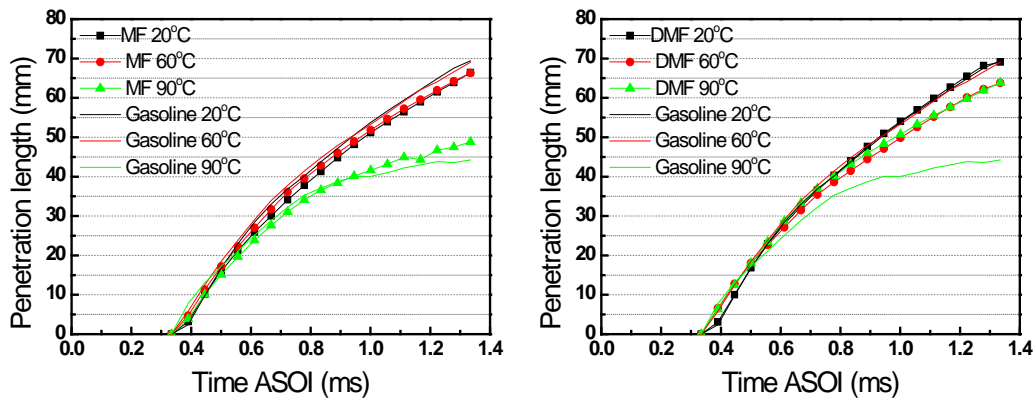 80
70
60
50
40
30
20
10
0
Penetration length (mm)
MF 20°C
MF 60°C
MF 90°C
Gasoline 20°C
Gasoline 60°C
Gasoline 90°C
0.0 0.2 0.4 0.6 0.8 1.0 1.2 1.4
Time ASOI (ms)
80
70
60
50
40
30
20
10
0
Penetration length (mm)
DMF 20°C
DMF 60°C
DMF 90°C
Gasoline 20°C
Gasoline 60°C
Gasoline 90°C
0.0 0.2 0.4 0.6 0.8 1.0 1.2 1.4
Time ASOI (ms)